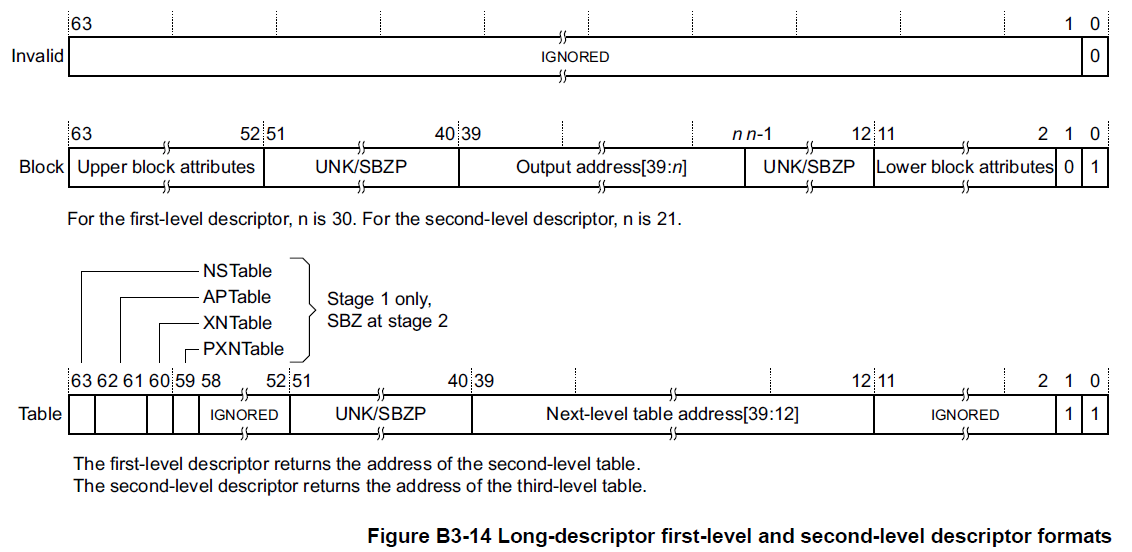 63 1 0
Invalid IGNORED 0
63 52 51 40 39 n n-1 12 11 2 1 0
Block Upper block attributes UNK/SBZP Output address[39:n] UNK/SBZP Lower block attributes 0 1
For the first-level descriptor, n is 30. For the second-level descriptor, n is 21.
NSTable
APTable
XNTable
PXNTable
Stage 1 only,
SBZ at stage 2
63 62 61 60 59 58 52 51 40 39 12 11 2 1 0
Table IGNORED UNK/SBZP Next-level table address[39:12] IGNORED 1 1
The first-level descriptor returns the address of the second-level table.
The second-level descriptor returns the address of the third-level table.
Figure B3-14 Long-descriptor first-level and second-level descriptor formats